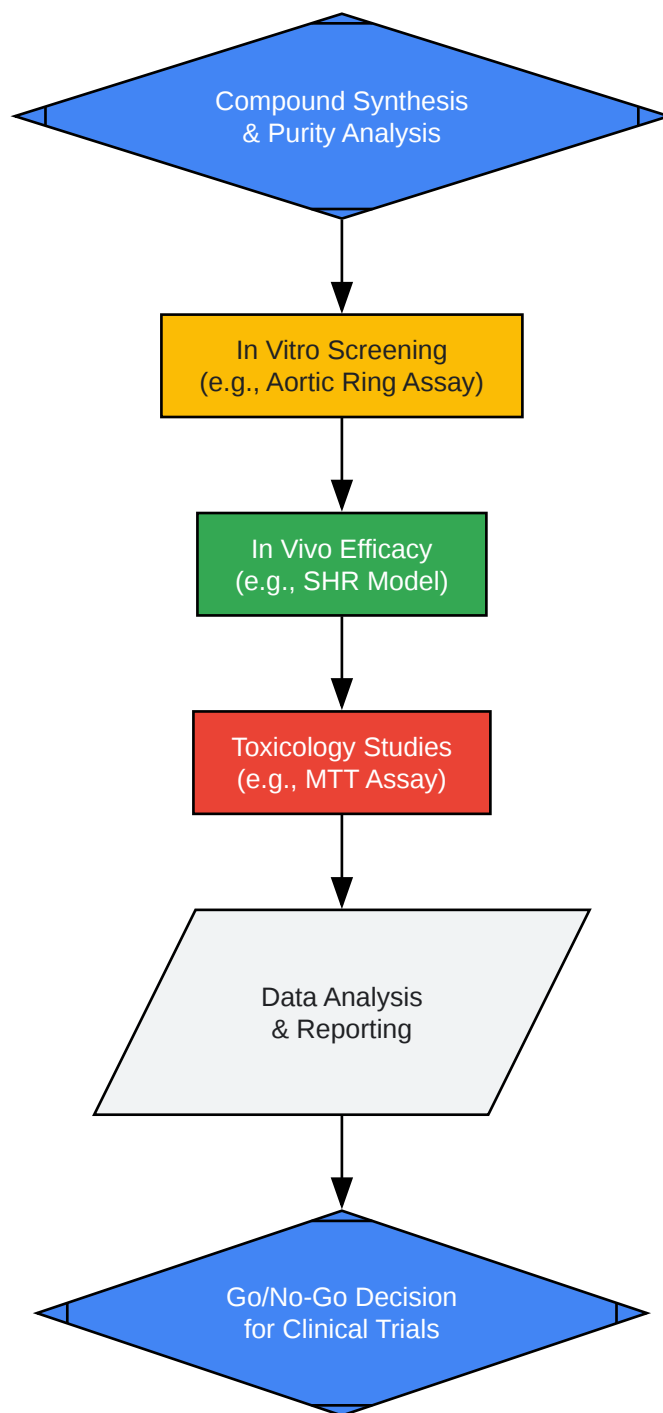 Compound Synthesis
& Purity Analysis
In Vitro Screening
(e.g., Aortic Ring Assay)
In Vivo Efficacy
(e.g., SHR Model)
Toxicology Studies
(e.g., MTT Assay)
Data Analysis
& Reporting
Go/No-Go Decision
for Clinical Trials